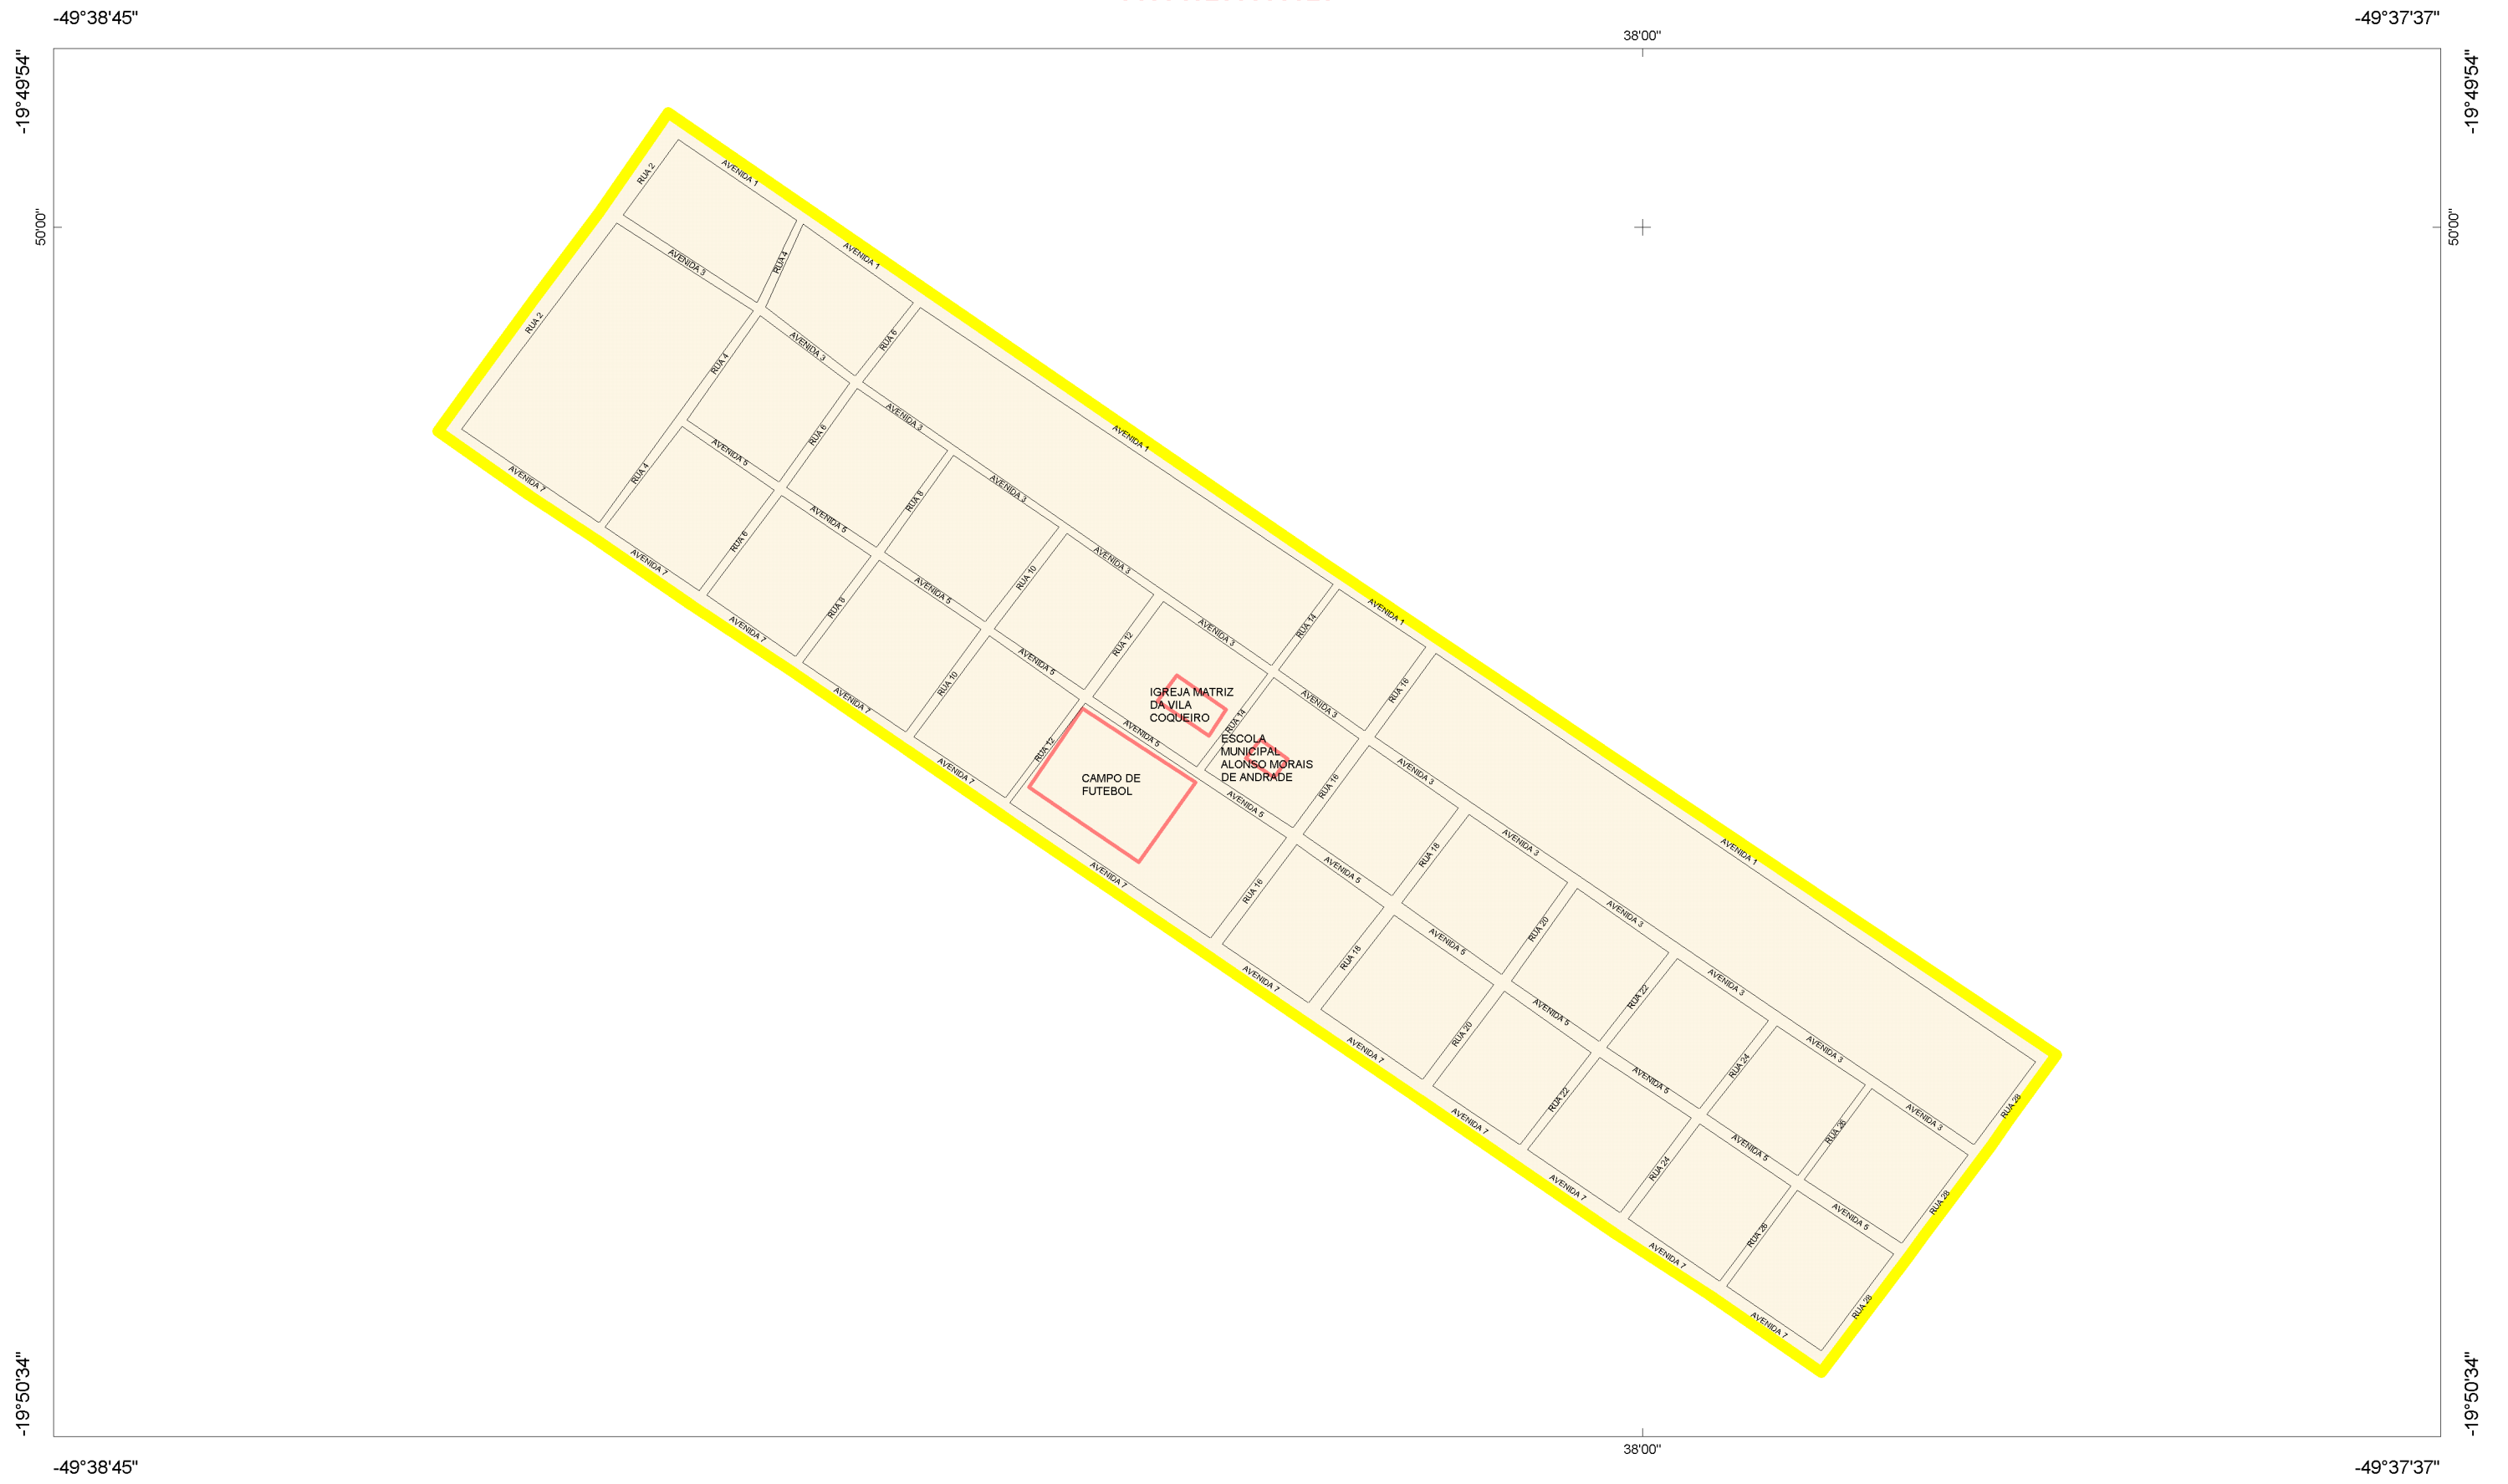 -49°38'45"
-49°37'37"
38'00"
-19°49'54"
-19°49'54"
50'00"
50'00"
RUA 2
AVENIDA 1
RUA 4
AVENIDA 1
AVENIDA 3
RUA 2
RUA 6
AVENIDA 3
RUA 4
AVENIDA 3
RUA 6
AVENIDA 1
AVENIDA 5
RUA 4
AVENIDA 7
AVENIDA 3
RUA 8
AVENIDA 5
RUA 6
AVENIDA 7
AVENIDA 3
RUA 10
AVENIDA 5
RUA 8
AVENIDA 7
AVENIDA 1
RUA 14
AVENIDA 3
RUA 12
AVENIDA 5
RUA 10
AVENIDA 7
IGREJA MATRIZ
DA VILA
COQUEIRO
RUA 16
AVENIDA 3
RUA 14
AVENIDA 5
RUA 12
AVENIDA 7
ESCOLA
MUNICIPAL
ALONSO MORAIS
DE ANDRADE
CAMPO DE
FUTEBOL
AVENIDA 3
RUA 16
AVENIDA 5
AVENIDA 7
AVENIDA 1
AVENIDA 3
RUA 18
AVENIDA 5
RUA 16
AVENIDA 3
RUA 20
AVENIDA 5
RUA 18
AVENIDA 7
AVENIDA 3
RUA 22
AVENIDA 5
RUA 20
AVENIDA 7
AVENIDA 3
RUA 24
AVENIDA 5
RUA 22
AVENIDA 7
AVENIDA 3
RUA 28
RUA 26
AVENIDA 5
RUA 24
AVENIDA 7
RUA 28
AVENIDA 5
RUA 26
AVENIDA 7
RUA 28
AVENIDA 7
-19°50'34"
-19°50'34"
38'00"
-49°38'45"
-49°37'37"